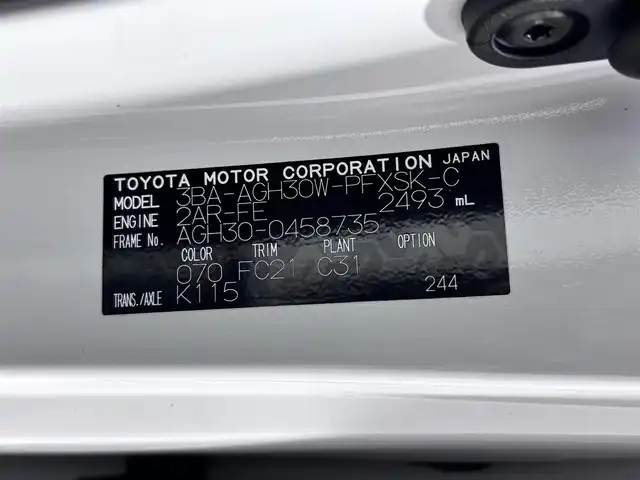 TOYOTA MOTOR CORPORATION JAPAN
MODEL 3BA-AGH30W-PFXSK-C
ENGINE 2AR-FE 2493 mL
FRAME No. AGH30-0458735
COLOR TRIM PLANT OPTION
070 FC21 C31
TRANS./AXLE K115 244